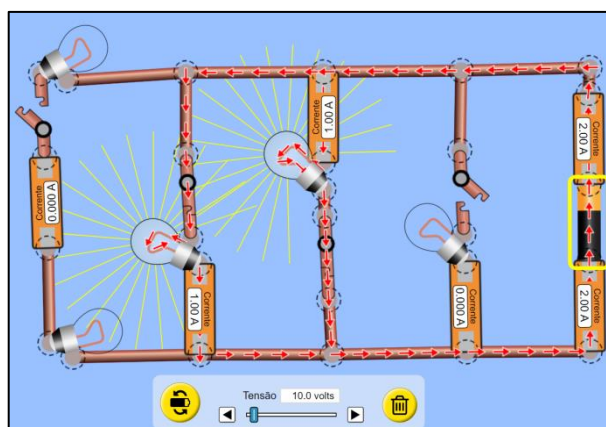 Corrente
1.00 A
Corrente
2.00 A
Corrente
0.000 A
Corrente
1.00 A
Corrente
0.000 A
Corrente
2.00 A
Tensão 10.0 volts